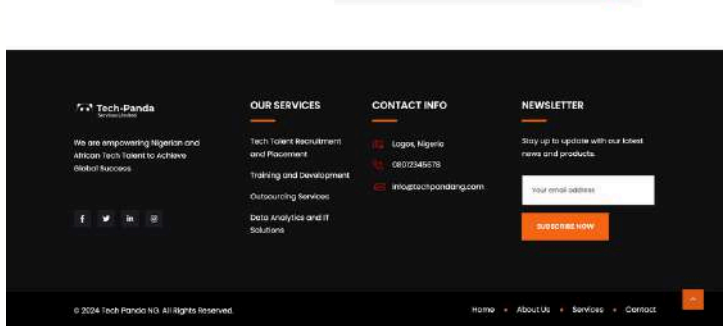 Tech-Panda
Services Limited
We are empowering Nigerian and
African Tech Talent to Achieve
Global Success
OUR SERVICES
Tech Talent Recruitment
and Placement
Training and Development
Outsourcing Services
Data Analytics and IT
Solutions
CONTACT INFO
Lagos, Nigeria
08012345678
info@techpandang.com
NEWSLETTER
Stay up to update with our latest
news and products.
Your email address
SUBSCRIBE NOW
© 2024 Tech Panda NG. All Rights Reserved.
Home • About Us • Services • Contact